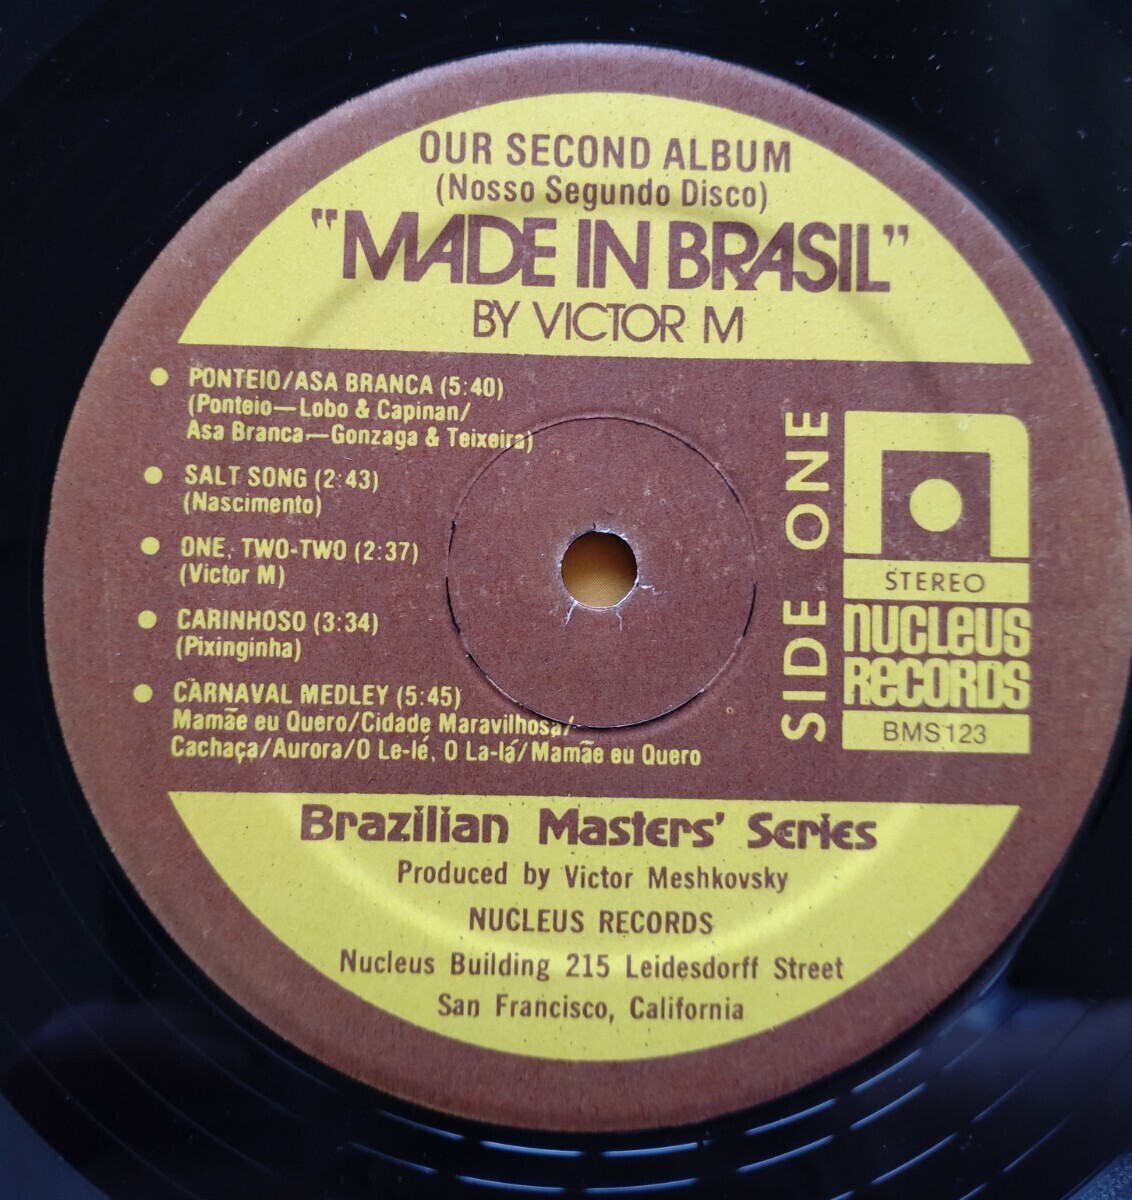 OUR SECOND ALBUM
(Nosso Segundo Disco)
"MADE IN BRASIL"
BY VICTOR M
PONTEIO/ASA BRANCA (5:40)
(Ponteio—Lobo & Capinan/
Asa Branca—Gonzaga & Teixeira)
SALT SONG (2:43)
(Nascimento)
ONE, TWO-TWO (2:37)
(Victor M)
CARINHOSO (3:34)
(Pixinginha)
CARNAVAL MEDLEY (5:45)
Mamãe eu Quero/Cidade Maravilhosa/
Cachaça/Aurora/O Le-lé, O La-lá/Mamãe eu Quero
SIDE ONE
STEREO
NUCLEUS
RECORDS
BMS123
Brazilian Masters' Series
Produced by Victor Meshkovsky
NUCLEUS RECORDS
Nucleus Building 215 Leidesdorff Street
San Francisco, California